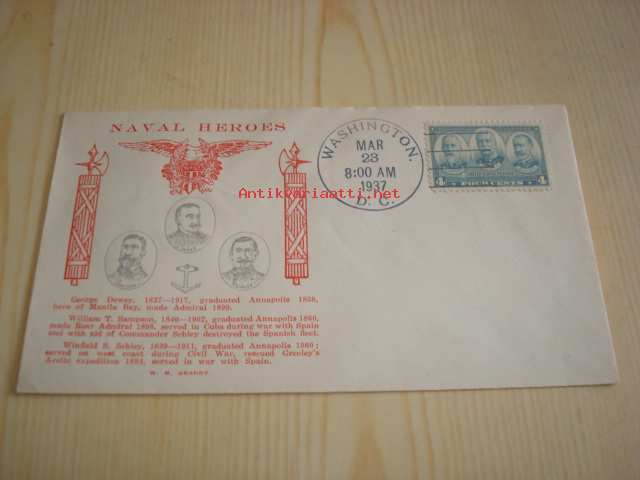 NAVAL HEROES
WASHINGTON,
MAR
23
8:00 AM
1937
D. C.
FOUR CENTS
4 4
Antikvariaatti.net
George Dewey, 1837—1917, graduated Annapolis 1858,
hero of Manila Bay, made Admiral 1899.
William T. Sampson, 1840—1902, graduated Annapolis 1860,
made Rear Admiral 1898, served in Cuba during war with Spain
and with aid of Commander Schley destroyed the Spanish fleet
Winfield S. Schley, 1839—1911, graduated Annapolis 1860;
served on west coast during Civil War, rescued Greeley's
Arctic expedition 1884, served in war with Spain.